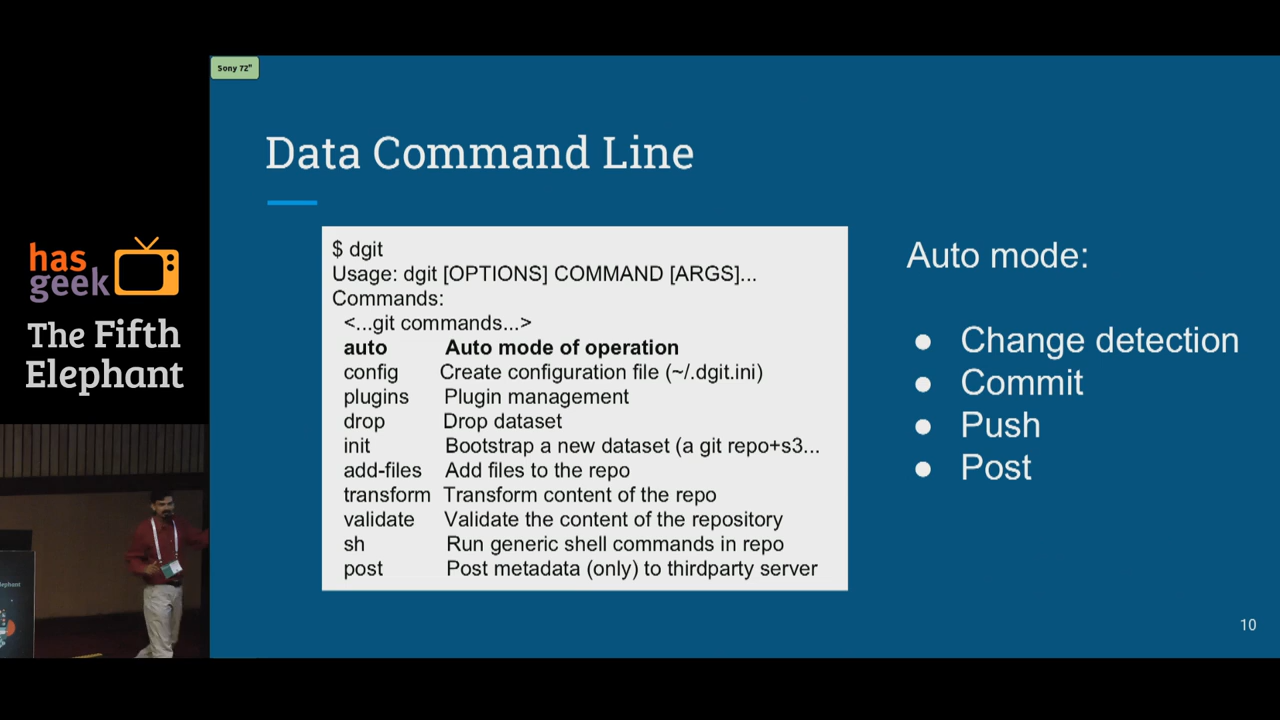 Sony 72"
Data Command Line
$ dgit
Usage: dgit [OPTIONS] COMMAND [ARGS]...
Commands:
<...git commands...>
auto Auto mode of operation
config Create configuration file (~/.dgit.ini)
plugins Plugin management
drop Drop dataset
init Bootstrap a new dataset (a git repo+s3...
add-files Add files to the repo
transform Transform content of the repo
validate Validate the content of the repository
sh Run generic shell commands in repo
post Post metadata (only) to thirdparty server
Auto mode:
● Change detection
● Commit
● Push
● Post
10
has
geek
The Fifth
Elephant
lephant